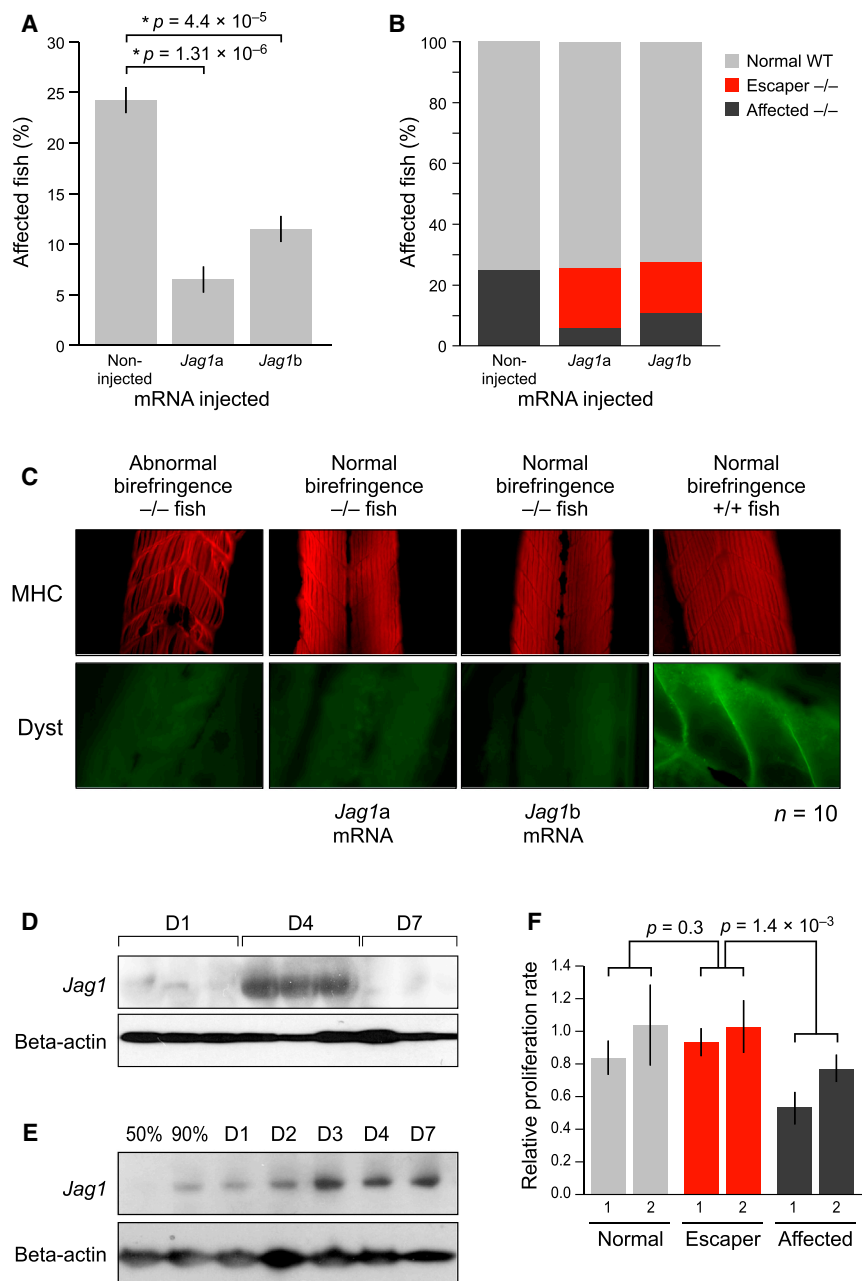 A
* p = 4.4 × 10–5
* p = 1.31 × 10–6
30
25
20
15
10
5
0
Affected fish (%)
Non-injected
Jag1a
Jag1b
mRNA injected
B
100
80
60
40
20
0
Affected fish (%)
Non-injected
Jag1a
Jag1b
mRNA injected
Normal WT
Escaper –/–
Affected –/–
C
Abnormal
birefringence
–/– fish
Normal
birefringence
–/– fish
Normal
birefringence
–/– fish
Normal
birefringence
+/+ fish
MHC
Dyst
Jag1a
mRNA
Jag1b
mRNA
n = 10
D
D1 D4 D7
Jag1
Beta-actin
E
50% 90% D1 D2 D3 D4 D7
Jag1
Beta-actin
F
p = 0.3
p = 1.4 × 10–3
1.4
1.2
1.0
0.8
0.6
0.4
0.2
0.0
Relative proliferation rate
1 2 1 2 1 2
Normal Escaper Affected